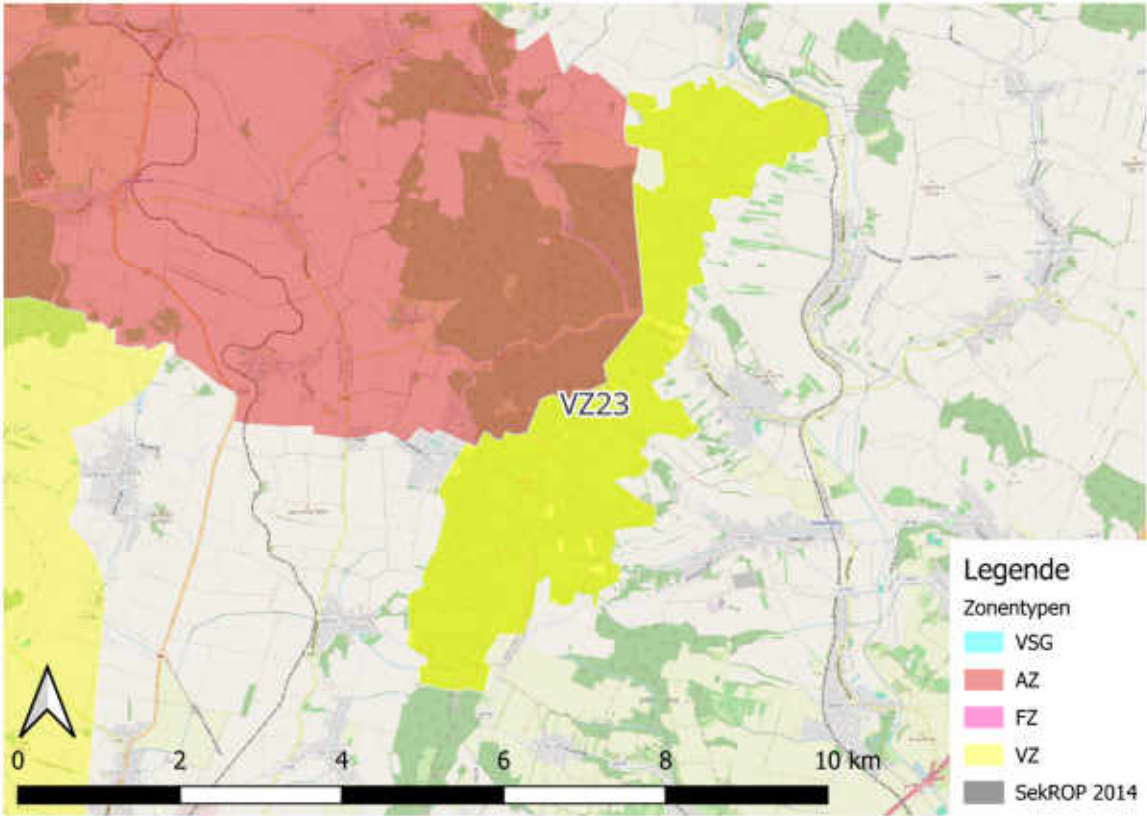 VZ23
Legende
Zonentypen
VSG
AZ
FZ
VZ
SekROP 2014
0 2 4 6 8 10 km